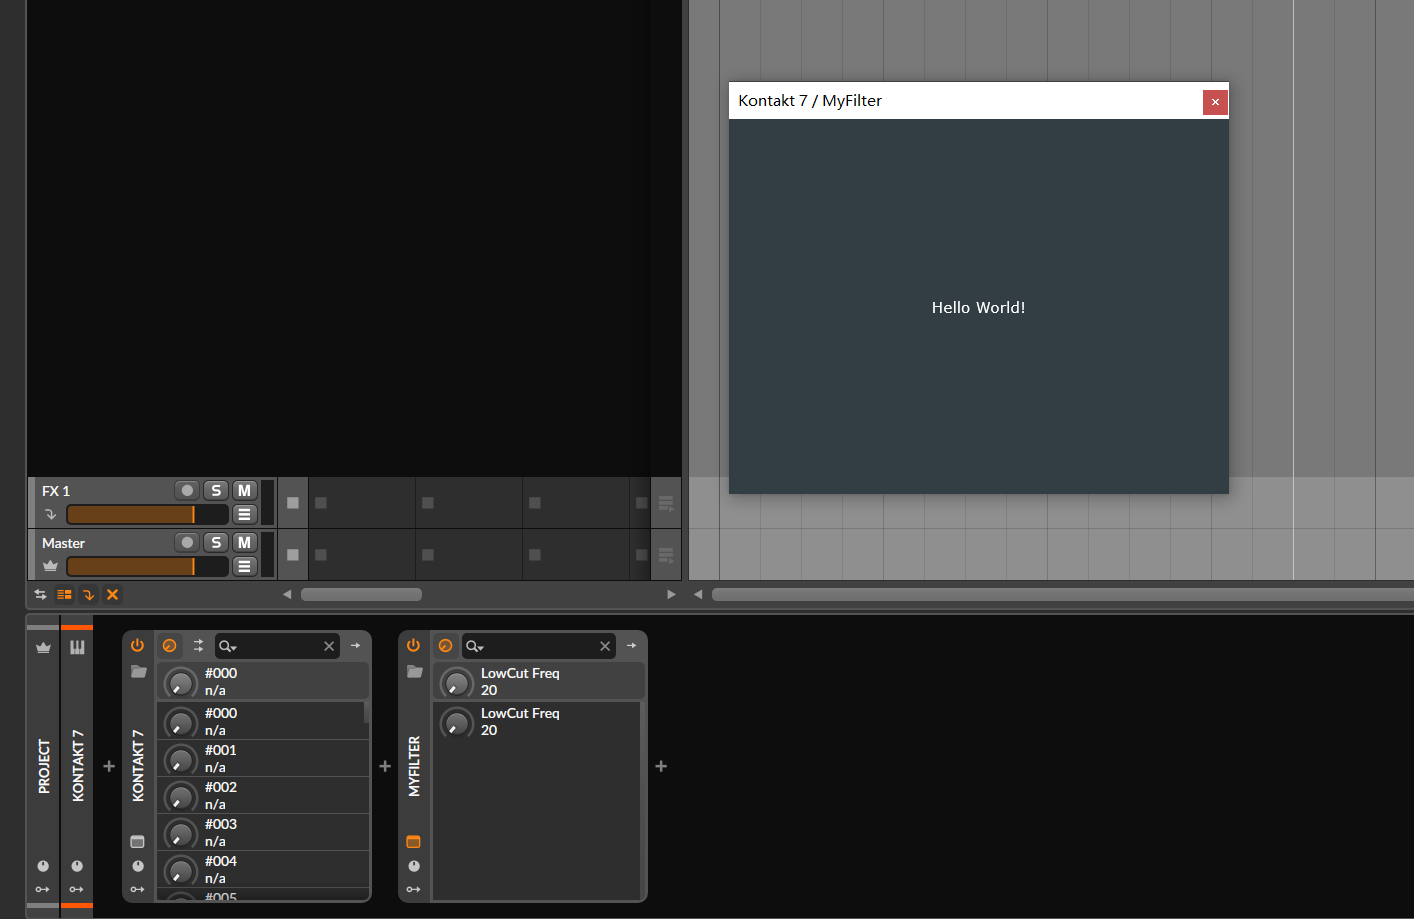 Kontakt 7 / MyFilter
Hello World!
FX 1
S
M
Master
S
M
PROJECT
KONTAKT 7
KONTAKT 7
#000
n/a
#000
n/a
#001
n/a
#002
n/a
#003
n/a
#004
n/a
#005
MYFILTER
LowCut Freq
20
LowCut Freq
20